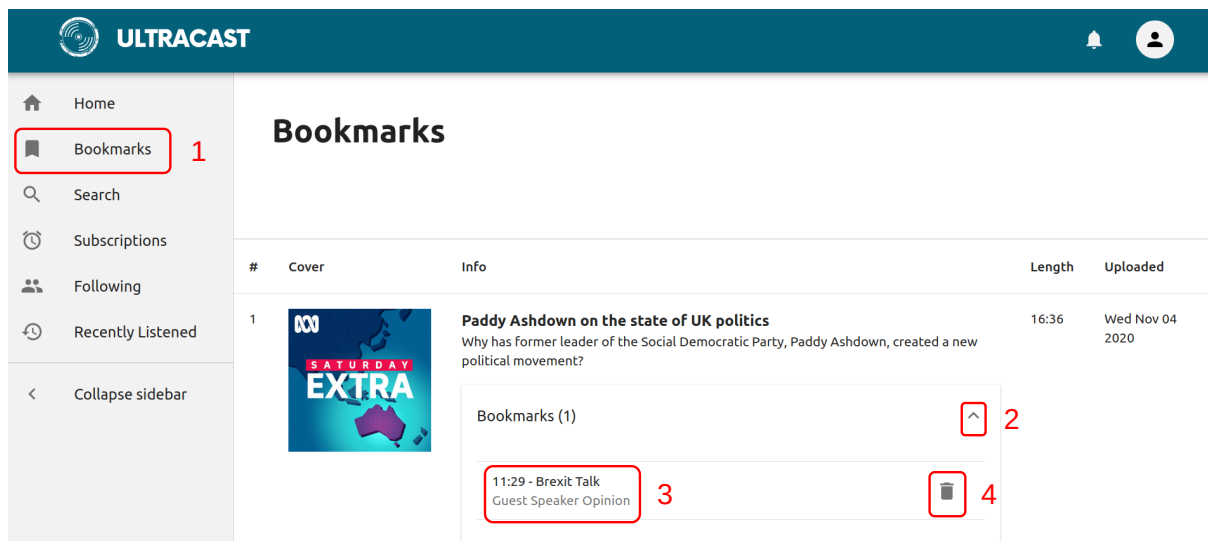 ULTRACAST
Home
Bookmarks 1
Search
Subscriptions
Following
Recently Listened
Collapse sidebar
Bookmarks
# Cover Info Length Uploaded
1 Paddy Ashdown on the state of UK politics 16:36 Wed Nov 04
2020
Why has former leader of the Social Democratic Party, Paddy Ashdown, created a new
political movement?
SATURDAY
EXTRA
Bookmarks (1) 2
11:29 - Brexit Talk
Guest Speaker Opinion
3
4